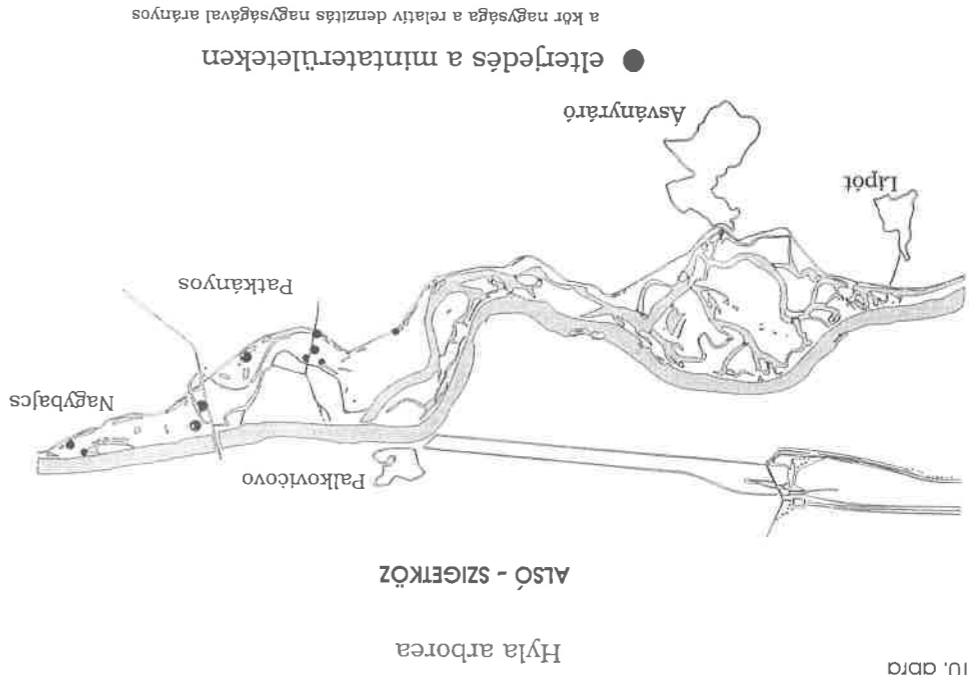 10. ábra
Hyla arborea
ALSÓ - SZIGETKÖZ
Palkovičovo
Nagybajcs
Patkányos
Lipót
Ásványráró
elterjedés a mintaterületeken
a kör nagysága a relatív denzitás nagyságával arányos